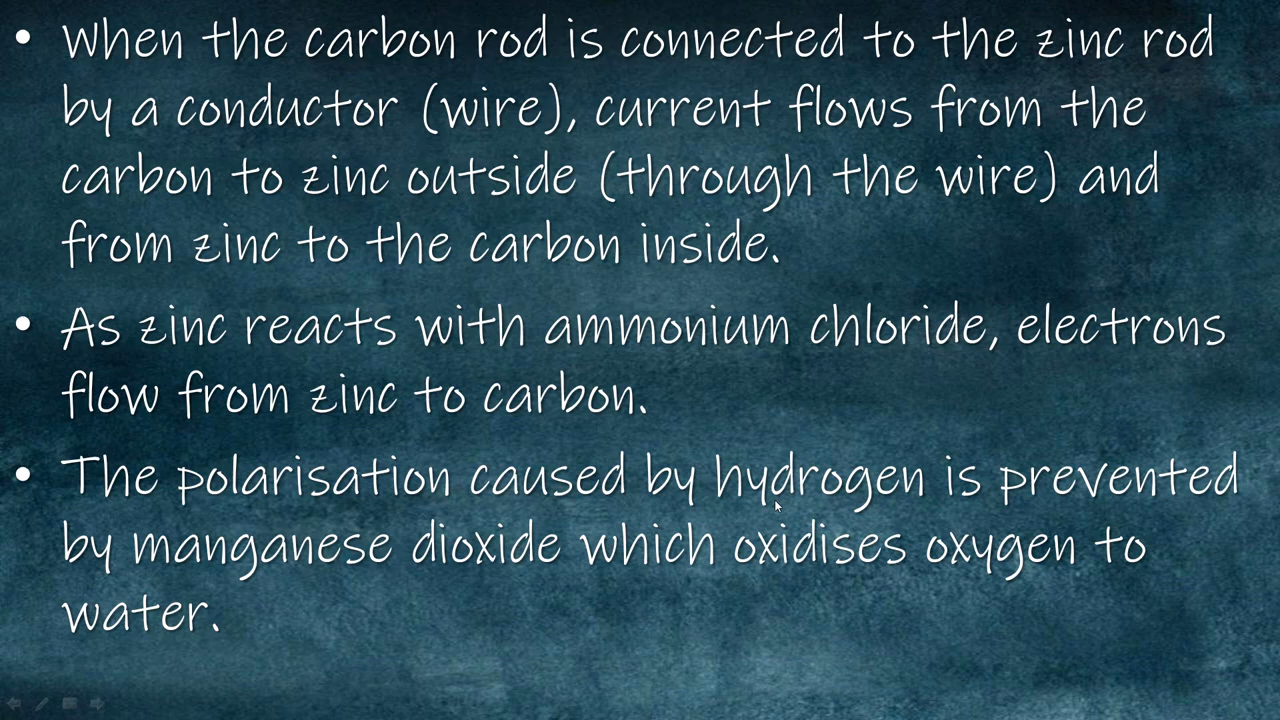 • When the carbon rod is connected to the zinc rod
by a conductor (wire), current flows from the
carbon to zinc outside (through the wire) and
from zinc to the carbon inside.
• As zinc reacts with ammonium chloride, electrons
flow from zinc to carbon.
• The polarisation caused by hydrogen is prevented
by manganese dioxide which oxidises oxygen to
water.